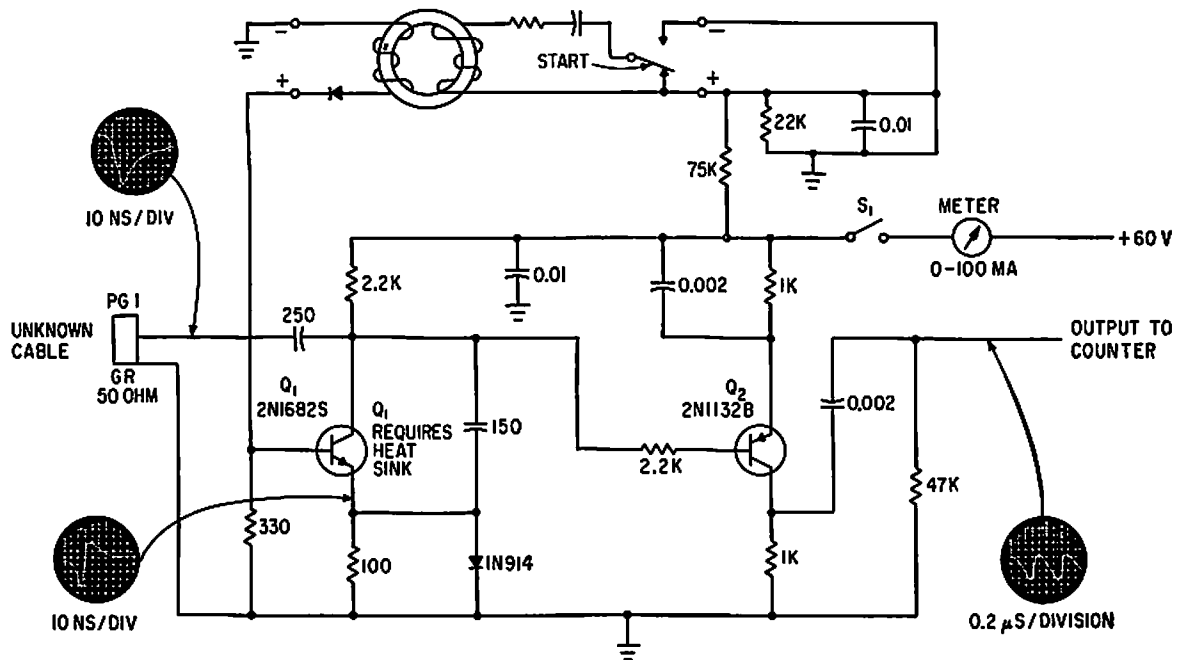 −
−
START
+
+
22K
0.01
75K
10 NS/DIV
S1
METER
+60 V
0-100 MA
2.2K
0.01
0.002
1K
PG 1
250
UNKNOWN
CABLE
OUTPUT TO
COUNTER
GR
50 OHM
Q1
2N1682S
Q1
REQUIRES
HEAT
SINK
150
Q2
2N1132B
0.002
2.2K
47K
330
100
1N914
1K
10 NS/DIV
0.2 μS/DIVISION